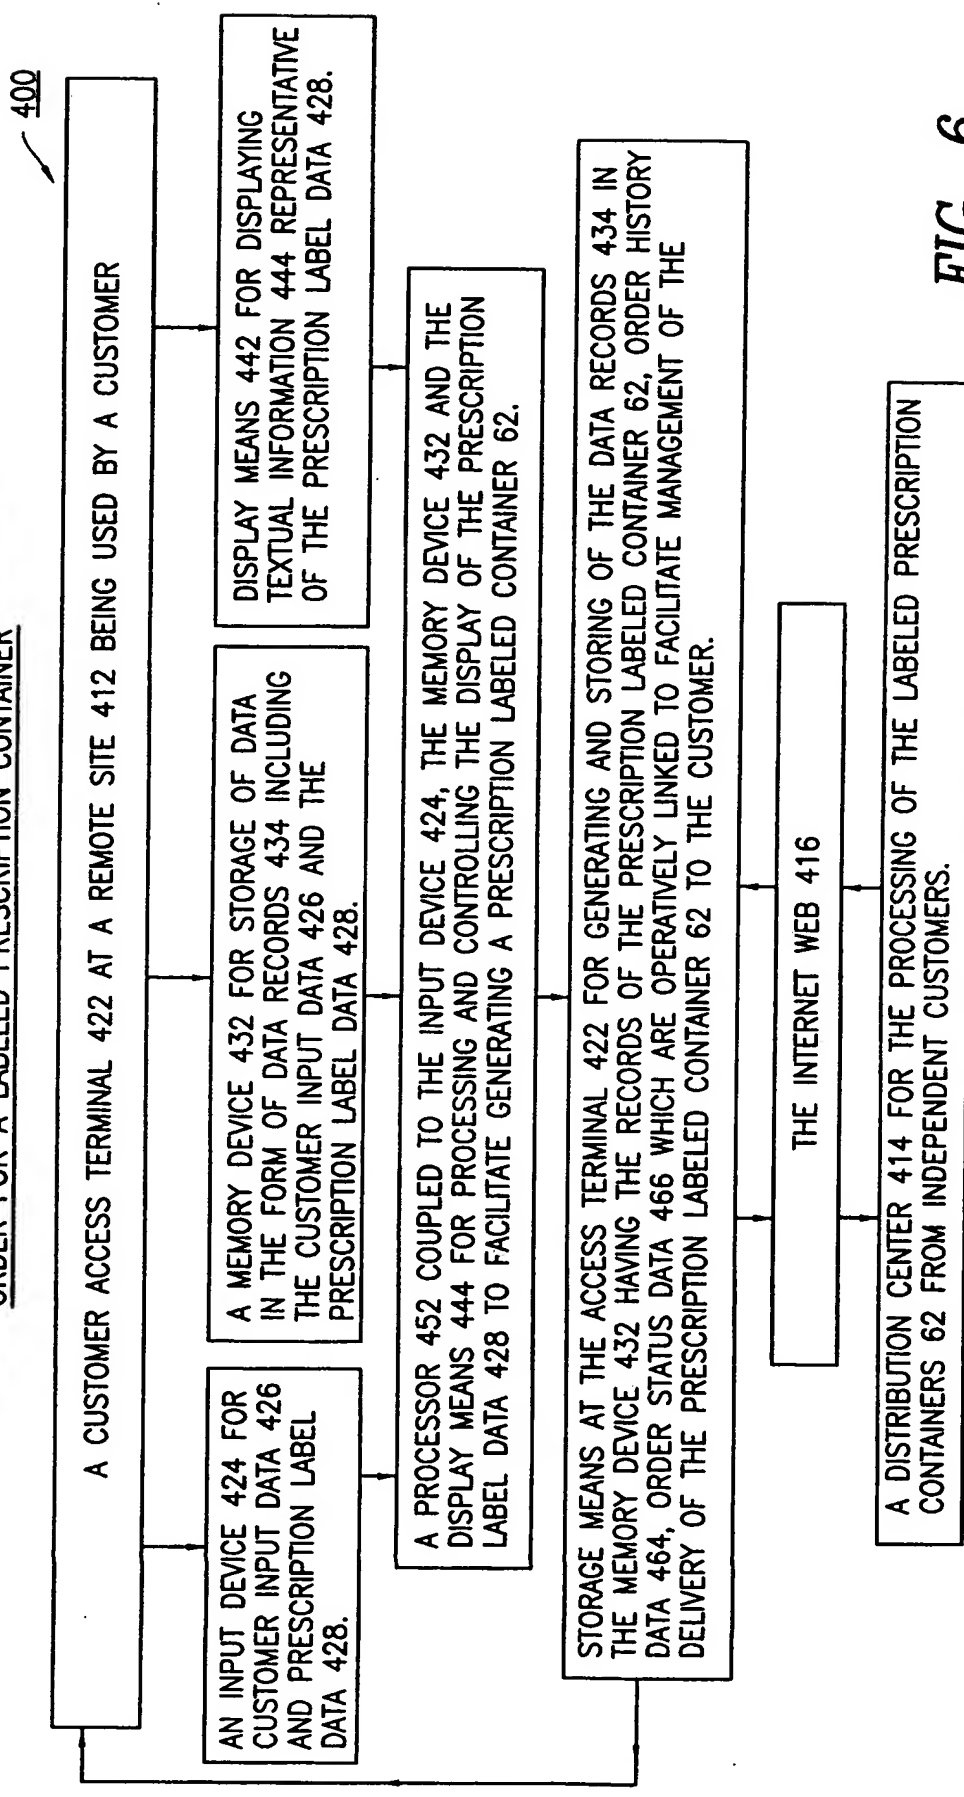 ORDER FOR A LABELED PRESCRIPTION CONTAINER
400
A CUSTOMER ACCESS TERMINAL 422 AT A REMOTE SITE 412 BEING USED BY A CUSTOMER
AN INPUT DEVICE 424 FOR
CUSTOMER INPUT DATA 426
AND PRESCRIPTION LABEL
DATA 428.
A MEMORY DEVICE 432 FOR STORAGE OF DATA
IN THE FORM OF DATA RECORDS 434 INCLUDING
THE CUSTOMER INPUT DATA 426 AND THE
PRESCRIPTION LABEL DATA 428.
DISPLAY MEANS 442 FOR DISPLAYING
TEXTUAL INFORMATION 444 REPRESENTATIVE
OF THE PRESCRIPTION LABEL DATA 428.
A PROCESSOR 452 COUPLED TO THE INPUT DEVICE 424, THE MEMORY DEVICE 432 AND THE
DISPLAY MEANS 444 FOR PROCESSING AND CONTROLLING THE DISPLAY OF THE PRESCRIPTION
LABEL DATA 428 TO FACILITATE GENERATING A PRESCRIPTION LABELED CONTAINER 62.
STORAGE MEANS AT THE ACCESS TERMINAL 422 FOR GENERATING AND STORING OF THE DATA RECORDS 434 IN
THE MEMORY DEVICE 432 HAVING THE RECORDS OF THE PRESCRIPTION LABELED CONTAINER 62, ORDER HISTORY
DATA 464, ORDER STATUS DATA 466 WHICH ARE OPERATIVELY LINKED TO FACILITATE MANAGEMENT OF THE
DELIVERY OF THE PRESCRIPTION LABELED CONTAINER 62 TO THE CUSTOMER.
THE INTERNET WEB 416
A DISTRIBUTION CENTER 414 FOR THE PROCESSING OF THE LABELED PRESCRIPTION
CONTAINERS 62 FROM INDEPENDENT CUSTOMERS.
FIG. 6